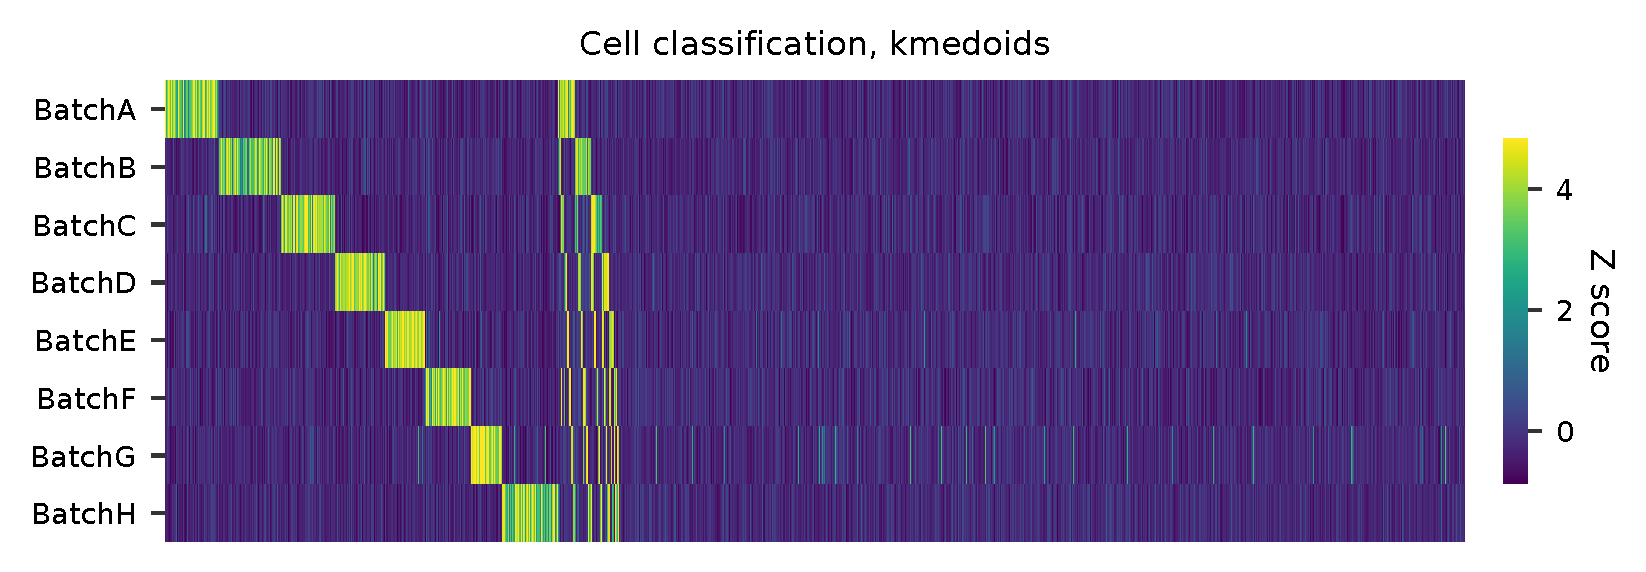 Cell classification, kmedoids
BatchA
BatchB
BatchC
BatchD
BatchE
BatchF
BatchG
BatchH
4
2
0
Z score